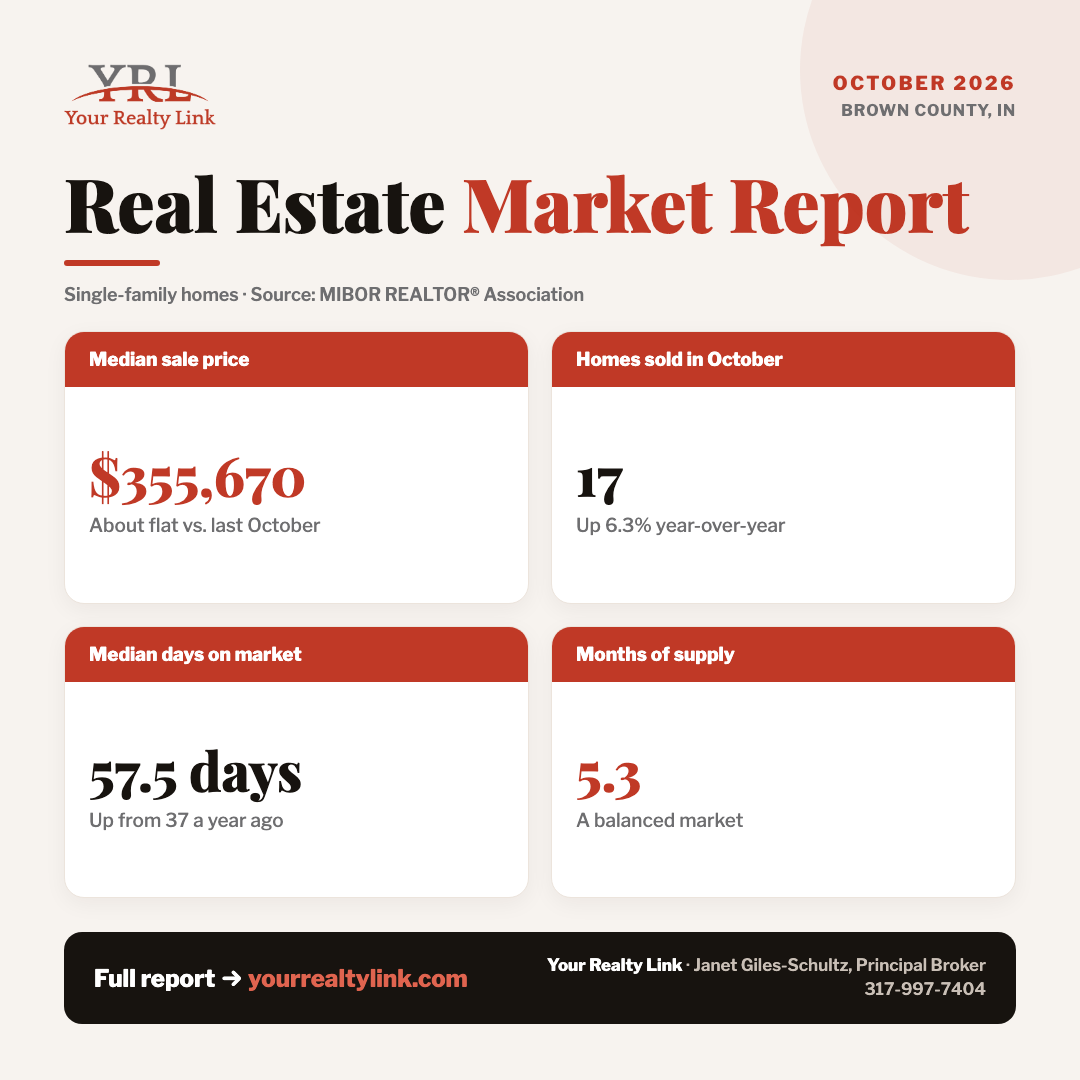 YRL
Your Realty Link
OCTOBER 2026
BROWN COUNTY, IN
Real Estate Market Report
Single-family homes · Source: MIBOR REALTOR® Association
Median sale price
$355,670
About flat vs. last October
Homes sold in October
17
Up 6.3% year-over-year
Median days on market
57.5 days
Up from 37 a year ago
Months of supply
5.3
A balanced market
Full report → yourrealtylink.com
Your Realty Link · Janet Giles-Schultz, Principal Broker
317-997-7404